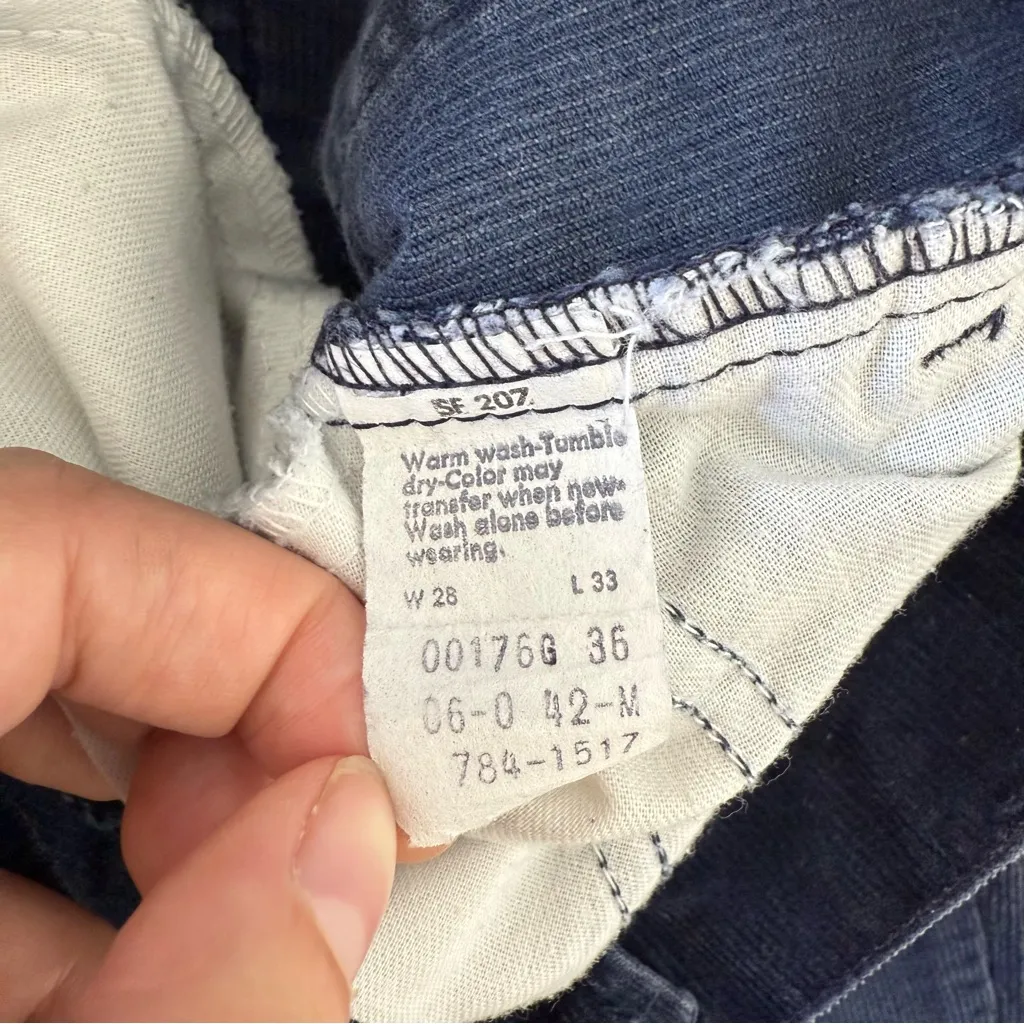 SF 207.
Warm wash-Tumble
dry-Color may
transfer when new-
Wash alone before
wearing.
W 28 L 33
00176G 36
06-0 42-M
784-1517